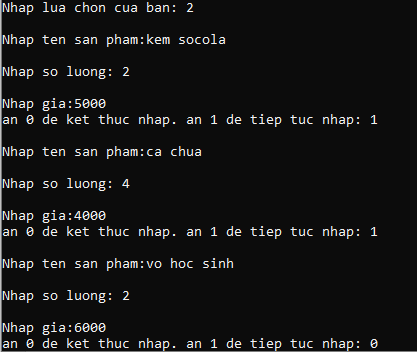 Nhap lua chon cua ban: 2
Nhap ten san pham:kem socola
Nhap so luong: 2
Nhap gia:5000
an 0 de ket thuc nhap. an 1 de tiep tuc nhap: 1
Nhap ten san pham:ca chua
Nhap so luong: 4
Nhap gia:4000
an 0 de ket thuc nhap. an 1 de tiep tuc nhap: 1
Nhap ten san pham:vo hoc sinh
Nhap so luong: 2
Nhap gia:6000
an 0 de ket thuc nhap. an 1 de tiep tuc nhap: 0